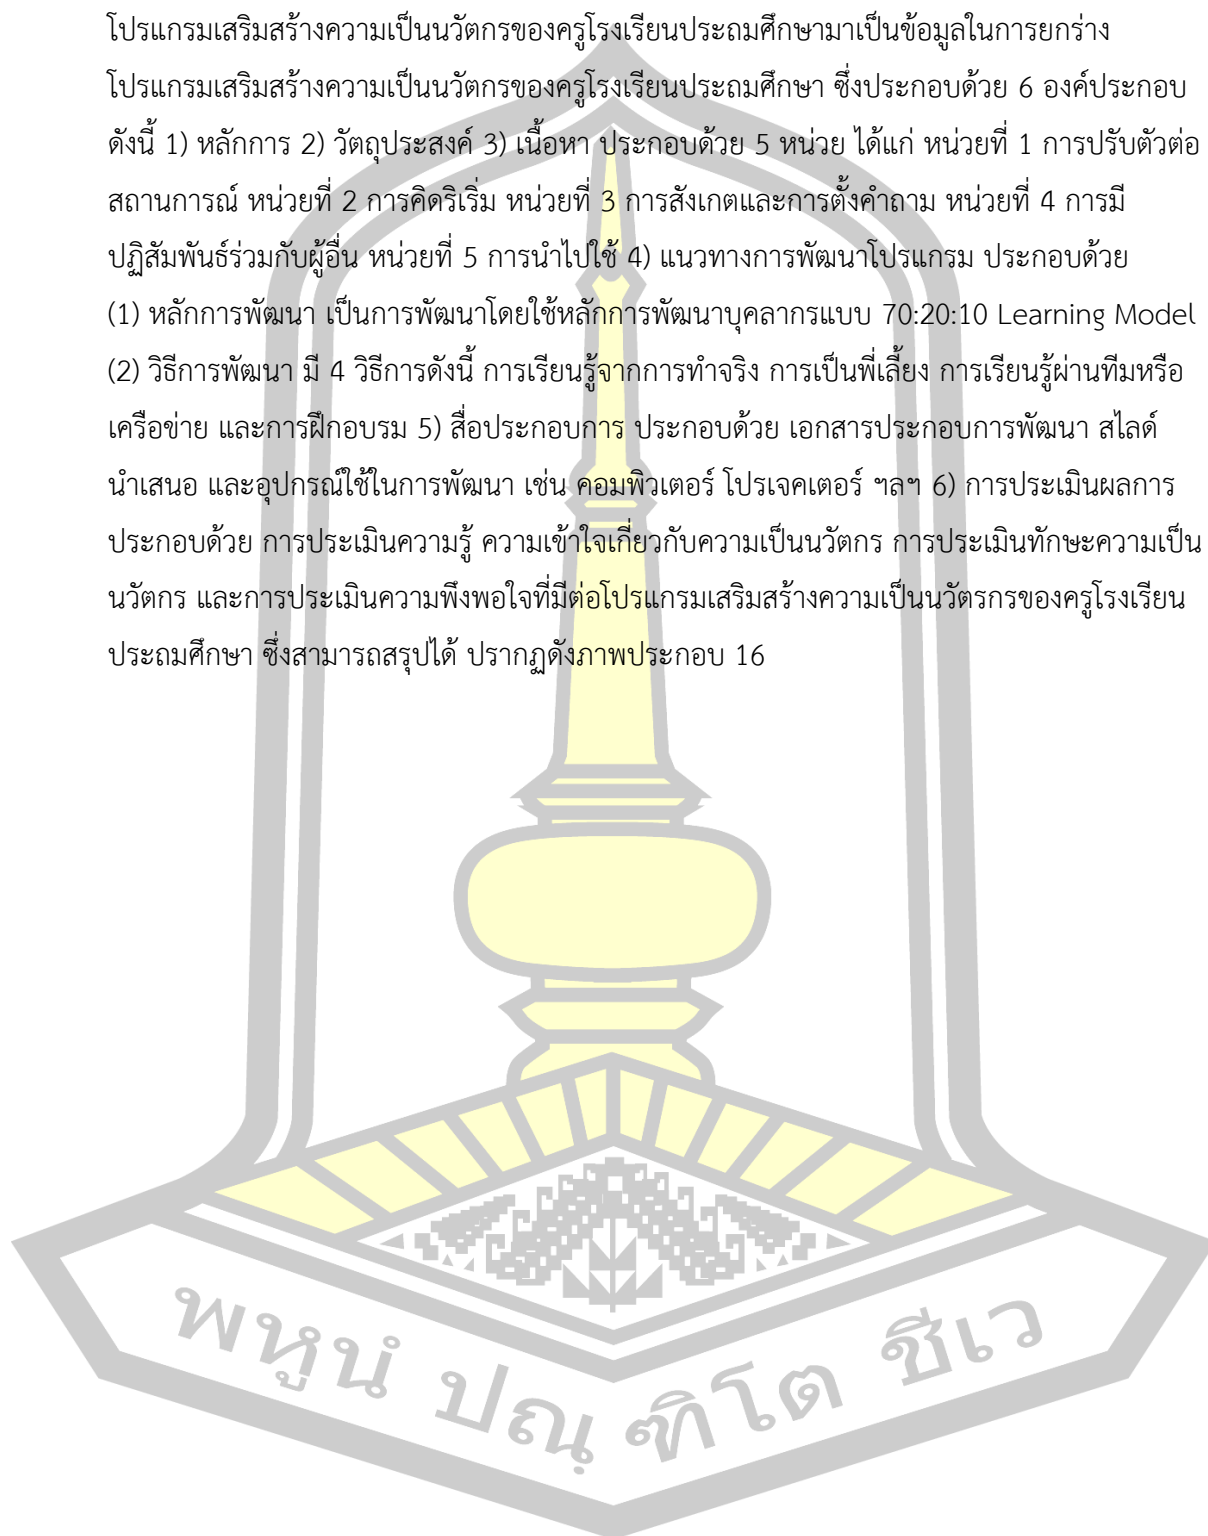 โปรแกรมเสริมสร้างความเป็นนวัตกรของครูโรงเรียนประถมศึกษามาเป็นข้อมูลในการยกร่าง
โปรแกรมเสริมสร้างความเป็นนวัตกรของครูโรงเรียนประถมศึกษา ซึ่งประกอบด้วย 6 องค์ประกอบ
ดังนี้ 1) หลักการ 2) วัตถุประสงค์ 3) เนื้อหา ประกอบด้วย 5 หน่วย ได้แก่ หน่วยที่ 1 การปรับตัวต่อ
สถานการณ์ หน่วยที่ 2 การคิดริเริ่ม หน่วยที่ 3 การสังเกตและการตั้งคำถาม หน่วยที่ 4 การมี
ปฏิสัมพันธ์ร่วมกับผู้อื่น หน่วยที่ 5 การนำไปใช้ 4) แนวทางการพัฒนาโปรแกรม ประกอบด้วย
(1) หลักการพัฒนา เป็นการพัฒนาโดยใช้หลักการพัฒนาบุคลากรแบบ 70:20:10 Learning Model
(2) วิธีการพัฒนา มี 4 วิธีการดังนี้ การเรียนรู้จากการทำจริง การเป็นพี่เลี้ยง การเรียนรู้ผ่านทีมหรือ
เครือข่าย และการฝึกอบรม 5) สื่อประกอบการ ประกอบด้วย เอกสารประกอบการพัฒนา สไลด์
นำเสนอ และอุปกรณ์ใช้ในการพัฒนา เช่น คอมพิวเตอร์ โปรเจคเตอร์ ฯลฯ 6) การประเมินผลการ
ประกอบด้วย การประเมินความรู้ ความเข้าใจเกี่ยวกับความเป็นนวัตกร การประเมินทักษะความเป็น
นวัตกร และการประเมินความพึงพอใจที่มีต่อโปรแกรมเสริมสร้างความเป็นนวัตรกรของครูโรงเรียน
ประถมศึกษา ซึ่งสามารถสรุปได้ ปรากฏดังภาพประกอบ 16
พหูนํ ปณฺฑิโต ชีเว